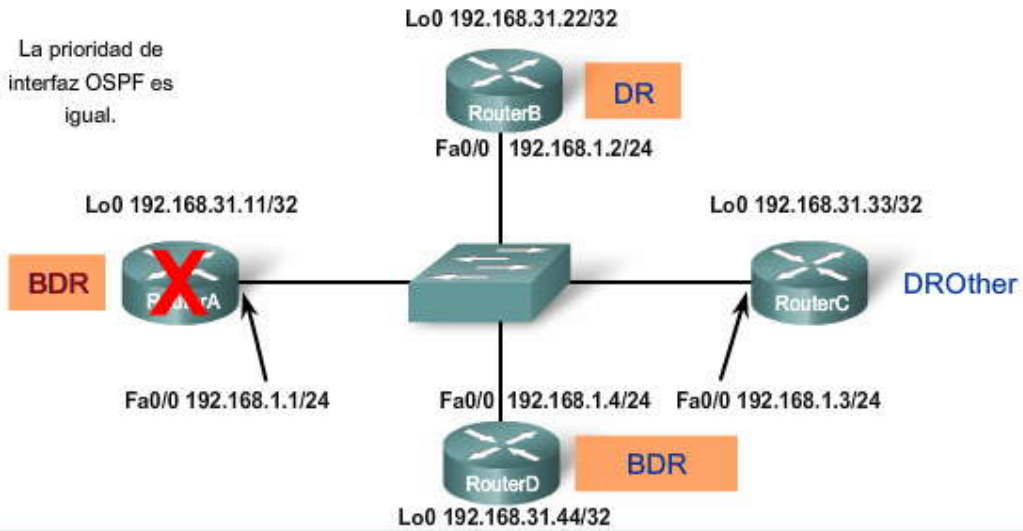 Lo0 192.168.31.22/32
La prioridad de
interfaz OSPF es
igual.
RouterB
DR
Fa0/0 192.168.1.2/24
Lo0 192.168.31.11/32
Lo0 192.168.31.33/32
BDR
RouterA
RouterC
DROther
Fa0/0 192.168.1.1/24
Fa0/0 192.168.1.4/24
Fa0/0 192.168.1.3/24
RouterD
BDR
Lo0 192.168.31.44/32